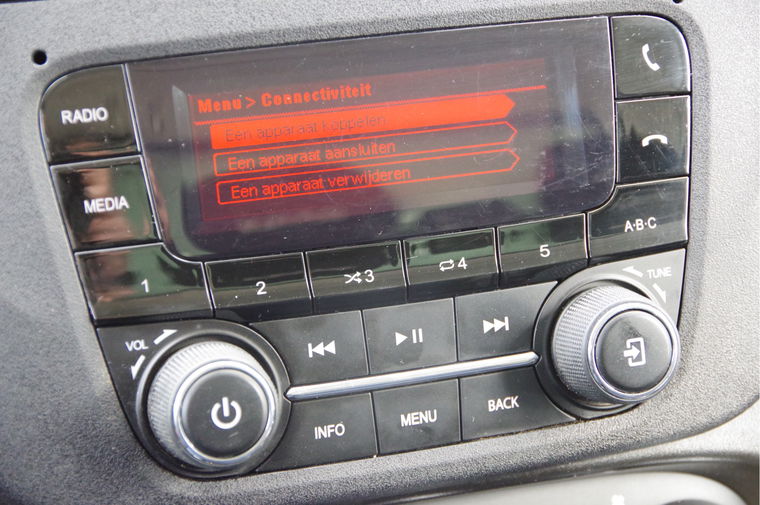 RADIO
MEDIA
Menu > Connectiviteit
Een apparaat koppelen
Een apparaat aansluiten
Een apparaat verwijderen
A·B·C
1
2
3
4
5
VOL
TUNE
INFO
MENU
BACK